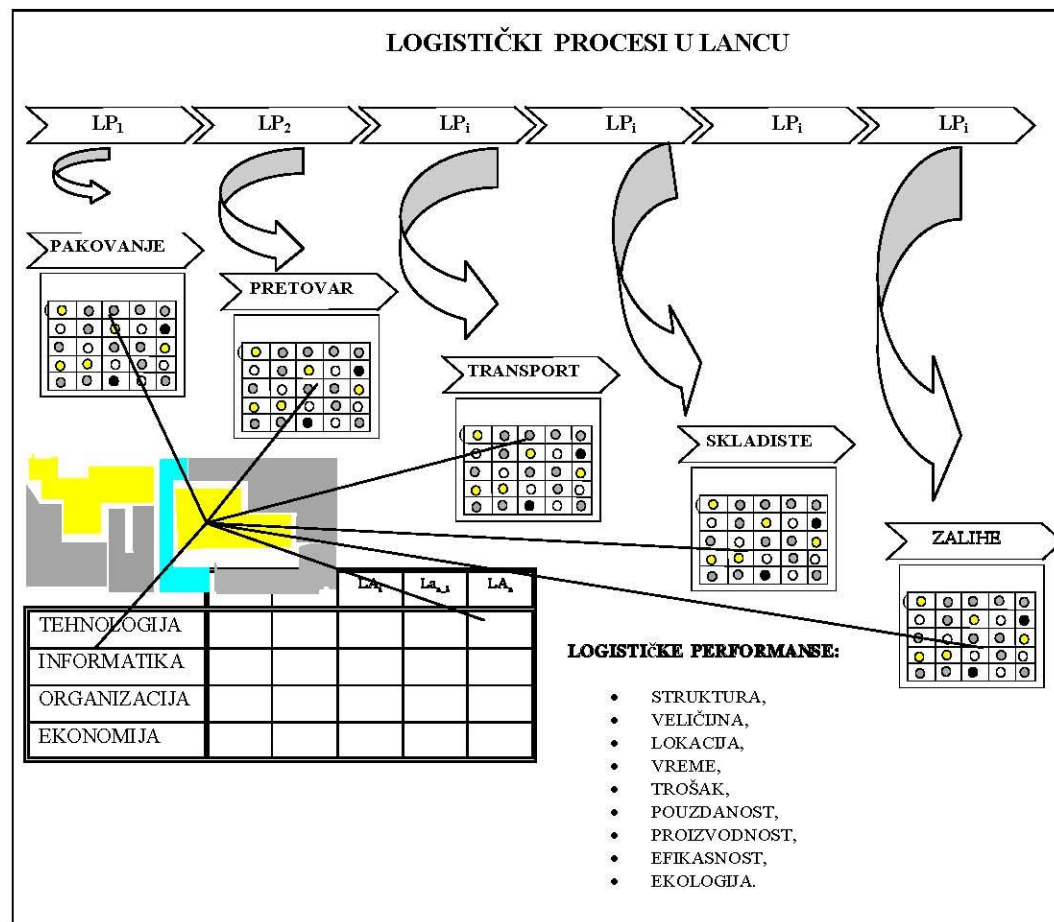 LOGISTIČKI PROCESI U LANCU
LP1
LP2
LPi
LPi
LPi
LPi
PAKOVANJE
PRETOVAR
TRANSPORT
SKLADISTE
ZALIHE
LAn
TEHNOLOGIJA
INFORMATIKA
ORGANIZACIJA
EKONOMIJA
LOGISTIČKE PERFORMANSE:
• STRUKTURA,
• VELIČIJNA,
• LOKACIJA,
• VREME,
• TROŠAK,
• POUZDANOST,
• PROIZVODNOST,
• EFIKASNOST,
• EKOLOGIJA.